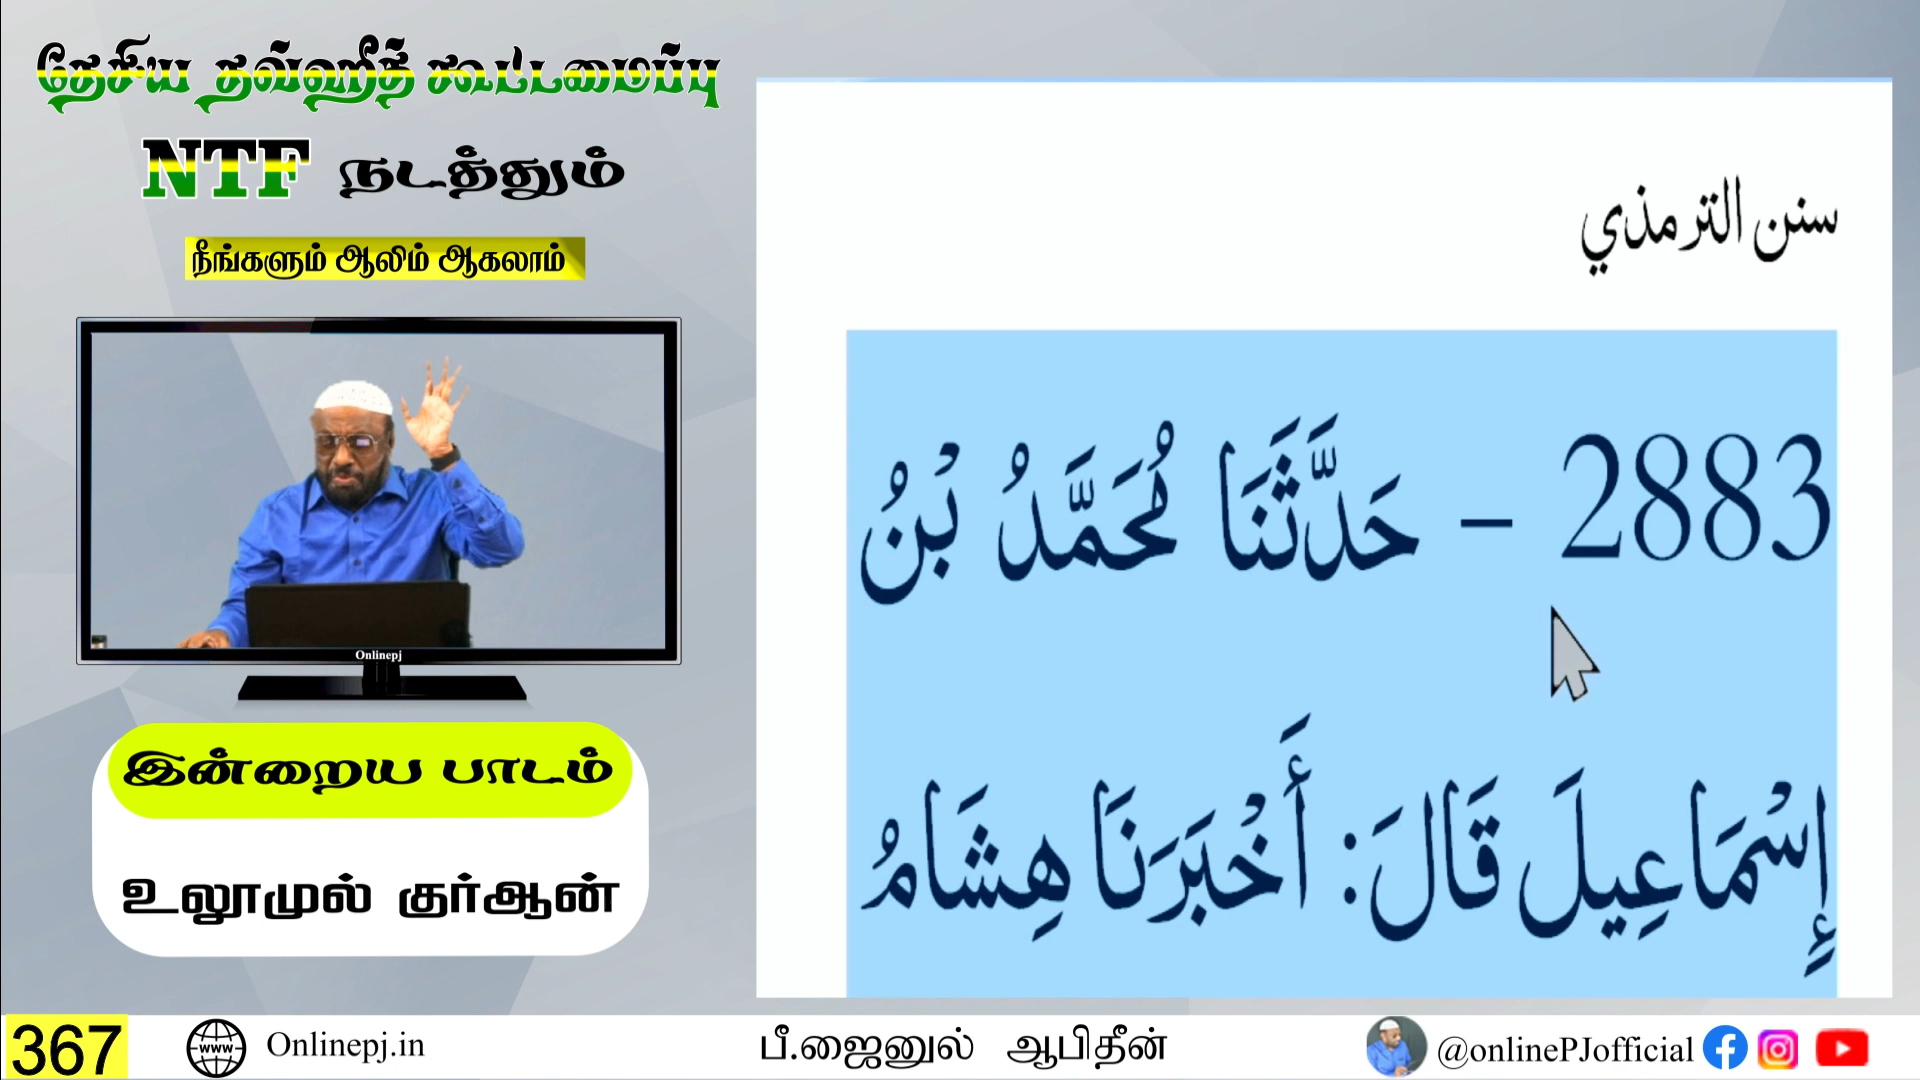 தேசிய தவ்ஹீத் கூட்டமைப்பு
NTF நடத்தும்
நீங்களும் ஆலிம் ஆகலாம்
Onlinepj
இன்றைய பாடம்
உலூமுல் குர்ஆன்
سنن الترمذي
2883 - حَدَّثَنَا مُحَمَّدُ بْنُ
إِسْمَاعِيلَ قَالَ: أَخْبَرَنَا هِشَامُ
367
www
Onlinepj.in
பீ.ஜைனுல் ஆபிதீன்
@onlinePJofficial